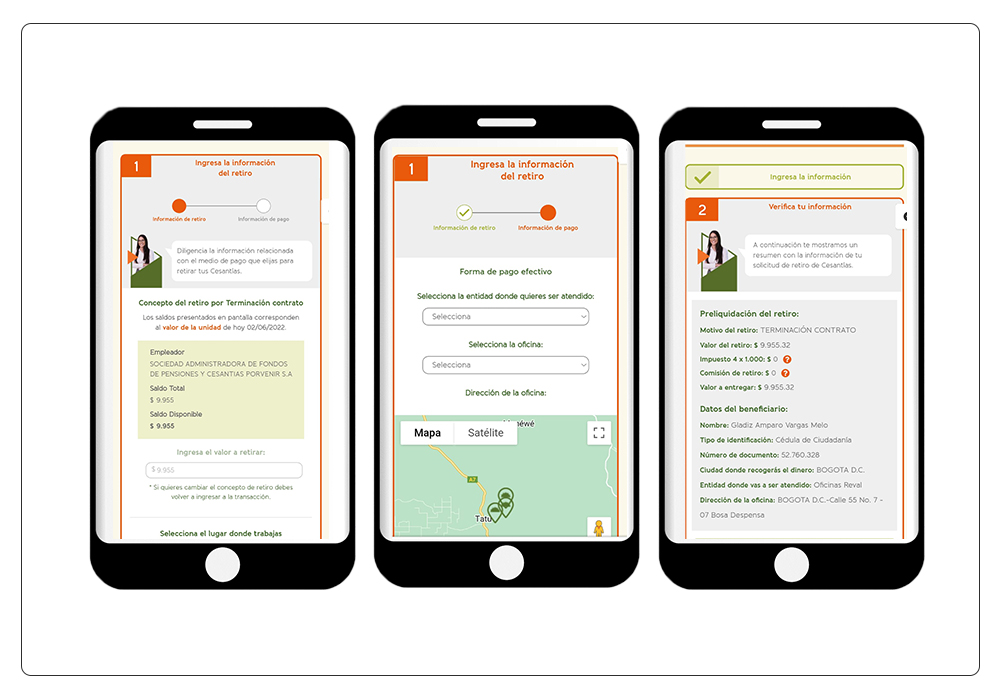 1
Ingresa la información
del retiro
Información de retiro
Información de pago
Diligencia la información relacionada
con el medio de pago que elijas para
retirar tus Cesantías.
Concepto del retiro por Terminación contrato
Los saldos presentados en pantalla corresponden
al valor de la unidad de hoy 02/06/2022.
Empleador
SOCIEDAD ADMINISTRADORA DE FONDOS
DE PENSIONES Y CESANTIAS PORVENIR S.A
Saldo Total
$ 9.955
Saldo Disponible
$ 9.955
Ingresa el valor a retirar:
$ 9.955
* Si quieres cambiar el concepto de retiro debes
volver a ingresar a la transacción.
Selecciona el lugar donde trabajas
1
Ingresa la información
del retiro
Información de retiro
Información de pago
Forma de pago efectivo
Selecciona la entidad donde quieres ser atendido:
Selecciona
Selecciona la oficina:
Selecciona
Dirección de la oficina:
Mapa
Satélite
A7
Ingresa la información
2
Verifica tu información
A continuación te mostramos un
resumen con la información de tu
solicitud de retiro de Cesantías.
Preliquidación del retiro:
Motivo del retiro: TERMINACIÓN CONTRATO
Valor del retiro: $ 9.955.32
Impuesto 4 x 1.000: $ 0 ?
Comisión de retiro: $ 0 ?
Valor a entregar: $ 9.955.32
Datos del beneficiario:
Nombre: Gladiz Amparo Vargas Melo
Tipo de identificación: Cédula de Ciudadanía
Número de documento: 52.760.328
Ciudad donde recogerás el dinero: BOGOTA D.C.
Entidad donde vas a ser atendido: Oficinas Reval
Dirección de la oficina: BOGOTA D.C.-Calle 55 No. 7 -
07 Bosa Despensa